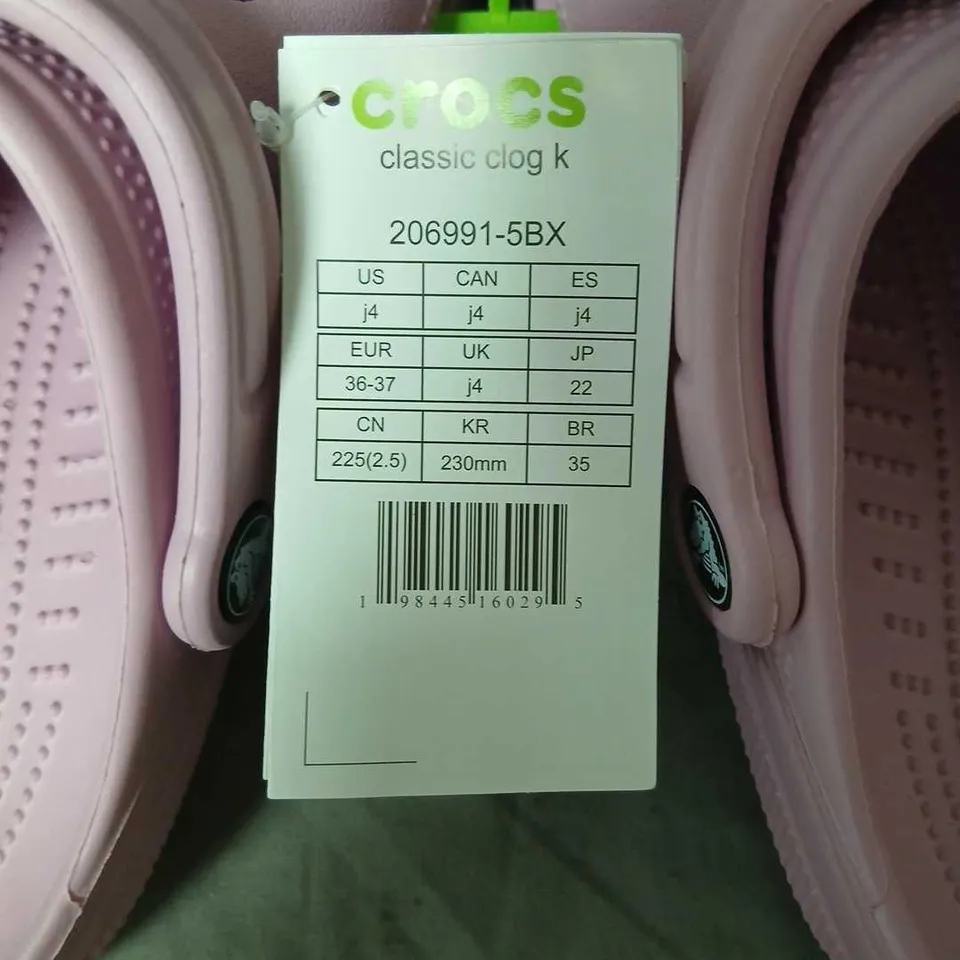 crocs
classic clog k
206991-5BX
US CAN ES
j4 j4 j4
EUR UK JP
36-37 j4 22
CN KR BR
225(2.5) 230mm 35
1 98445 16029 5